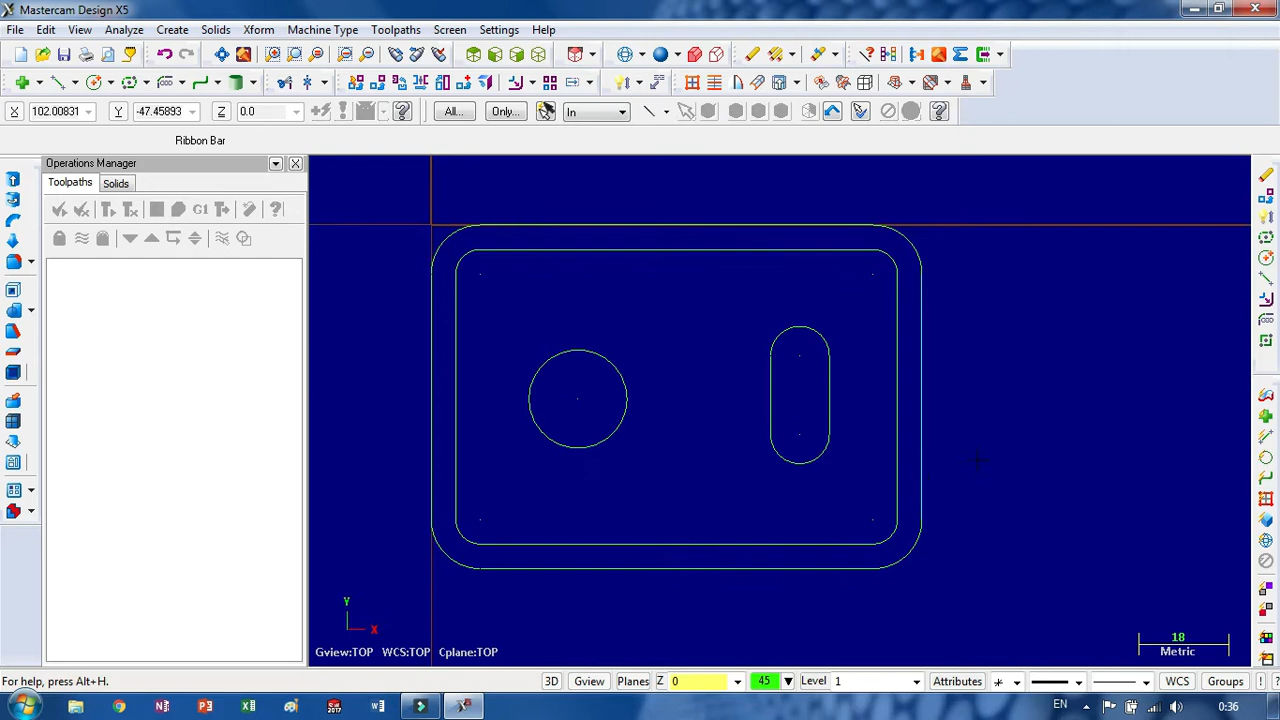 Mastercam Design X5
File Edit View Analyze Create Solids Xform Machine Type Toolpaths Screen Settings Help
X 102.00831 Y -47.45893 Z 0.0 All... Only... In
Ribbon Bar
Operations Manager
Toolpaths Solids
G1
Y
X
18
Metric
Gview:TOP WCS:TOP Cplane:TOP
For help, press Alt+H.
3D Gview Planes Z 0 45 Level 1 Attributes WCS Groups ?
EN 0:36